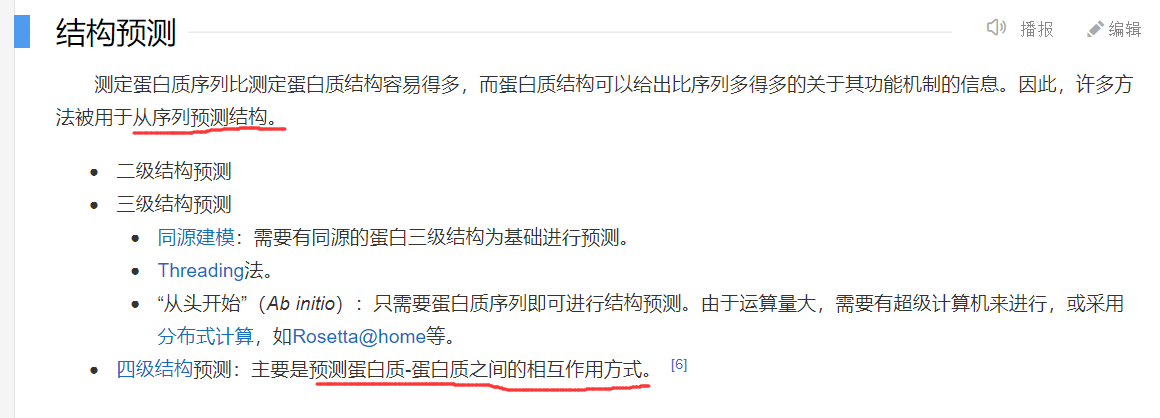 结构预测
播报
编辑
测定蛋白质序列比测定蛋白质结构容易得多，而蛋白质结构可以给出比序列多得多的关于其功能机制的信息。因此，许多方
法被用于从序列预测结构。
● 二级结构预测
● 三级结构预测
● 同源建模：需要有同源的蛋白三级结构为基础进行预测。
● Threading法。
● “从头开始”（Ab initio）：只需要蛋白质序列即可进行结构预测。由于运算量大，需要有超级计算机来进行，或采用
分布式计算，如Rosetta@home等。
● 四级结构预测：主要是预测蛋白质-蛋白质之间的相互作用方式。 [6]